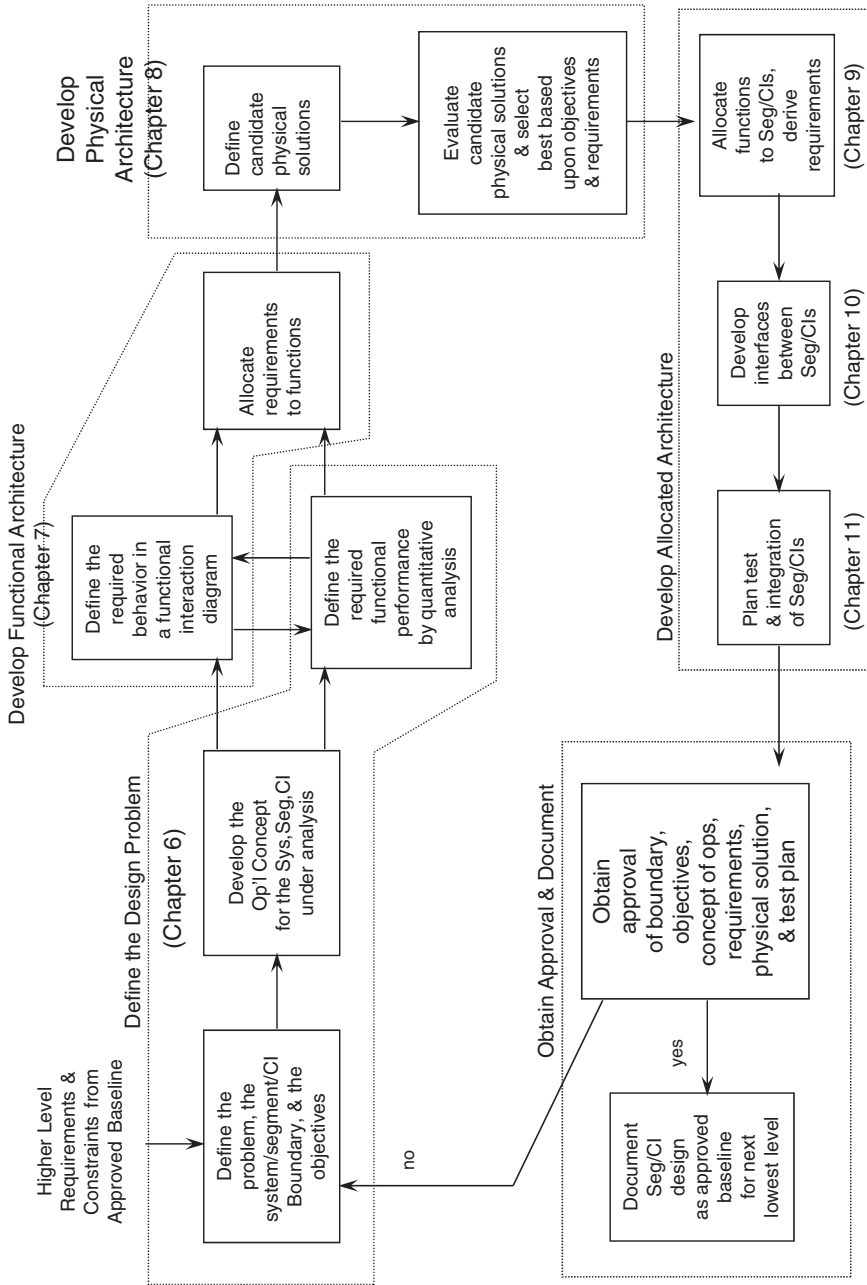 Higher Level
Requirements &
Constraints from
Approved Baseline
Define the Design Problem
(Chapter 6)
Define the
problem, the
system/segment/CI
Boundary, & the
objectives
Develop the
Op'l Concept
for the Sys,Seg,CI
under analysis
Develop Functional Architecture
(Chapter 7)
Define the
required
behavior in
a functional
interaction
diagram
Define the
required
functional
performance
by quantitative
analysis
Allocate
requirements
to functions
Develop
Physical
Architecture
(Chapter 8)
Define
candidate
physical
solutions
Evaluate
candidate
physical solutions
& select
best based
upon objectives
& requirements
Develop Allocated Architecture
Allocate
functions
to Seg/CIs,
derive
requirements
(Chapter 9)
Develop
interfaces
between
Seg/CIs
(Chapter 10)
Plan test
& integration
of Seg/CIs
(Chapter 11)
Obtain Approval & Document
Obtain
approval
of boundary,
objectives,
concept of ops,
requirements,
physical solution,
& test plan
no
yes
Document
Seg/CI
design
as approved
baseline
for next
lowest level